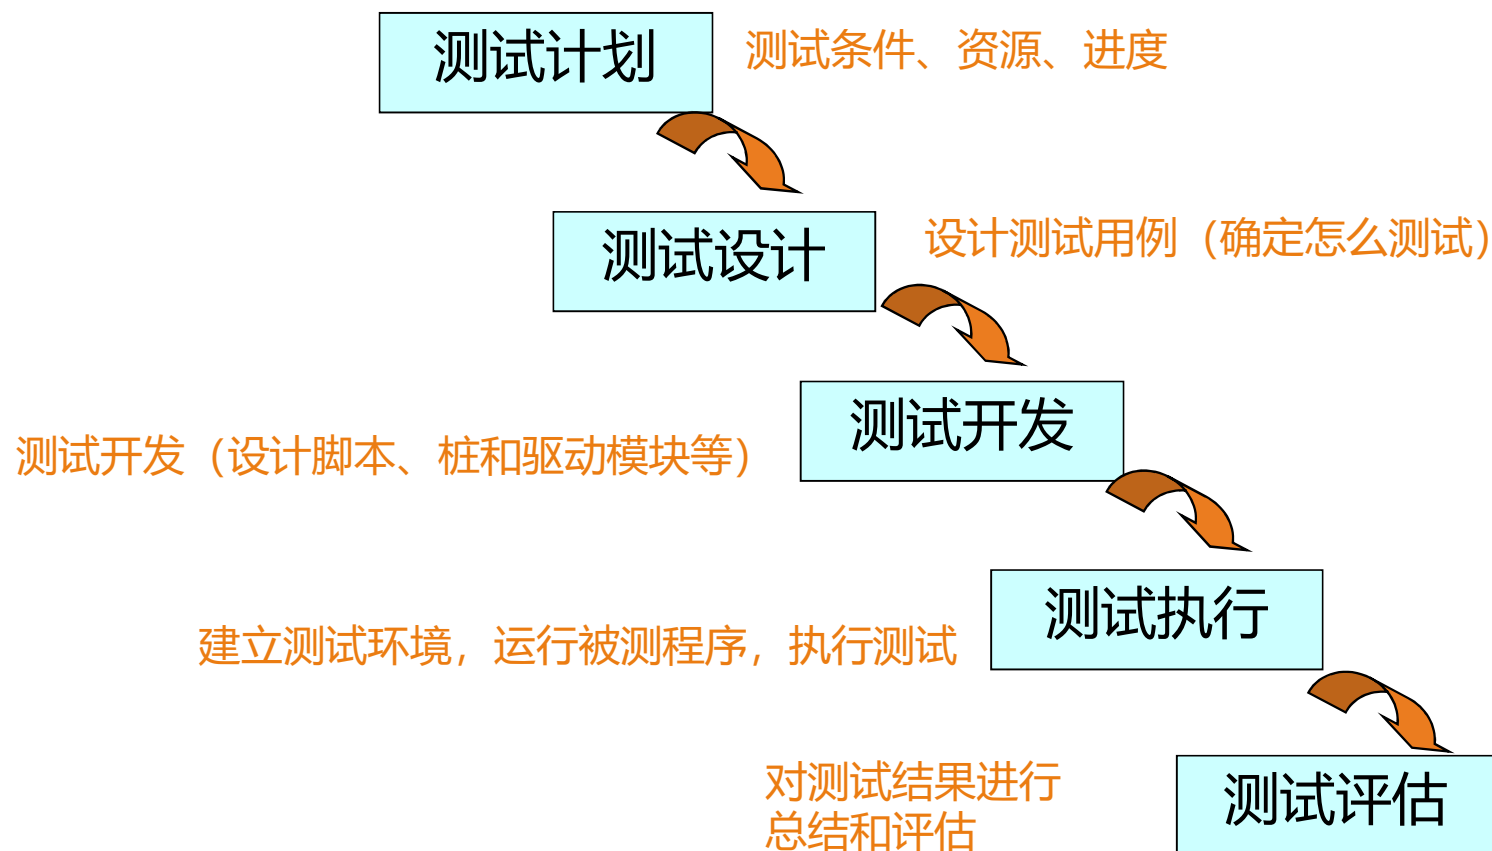 测试计划
测试条件、资源、进度
测试设计
设计测试用例（确定怎么测试）
测试开发
测试开发（设计脚本、桩和驱动模块等）
测试执行
建立测试环境，运行被测程序，执行测试
测试评估
对测试结果进行
总结和评估